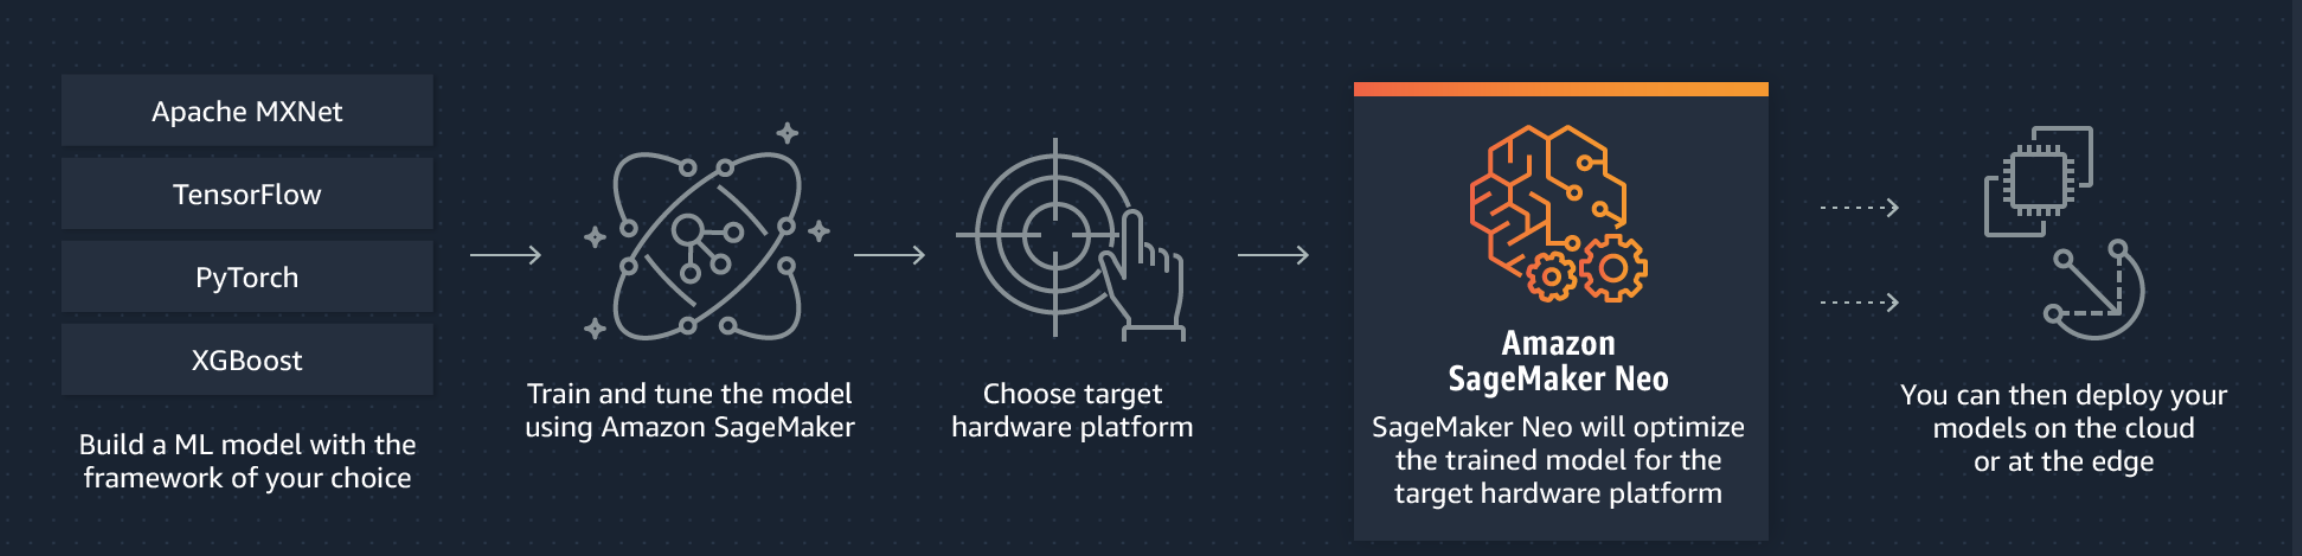 Apache MXNet
TensorFlow
PyTorch
XGBoost
Build a ML model with the
framework of your choice
Train and tune the model
using Amazon SageMaker
Choose target
hardware platform
Amazon
SageMaker Neo
SageMaker Neo will optimize
the trained model for the
target hardware platform
You can then deploy your
models on the cloud
or at the edge